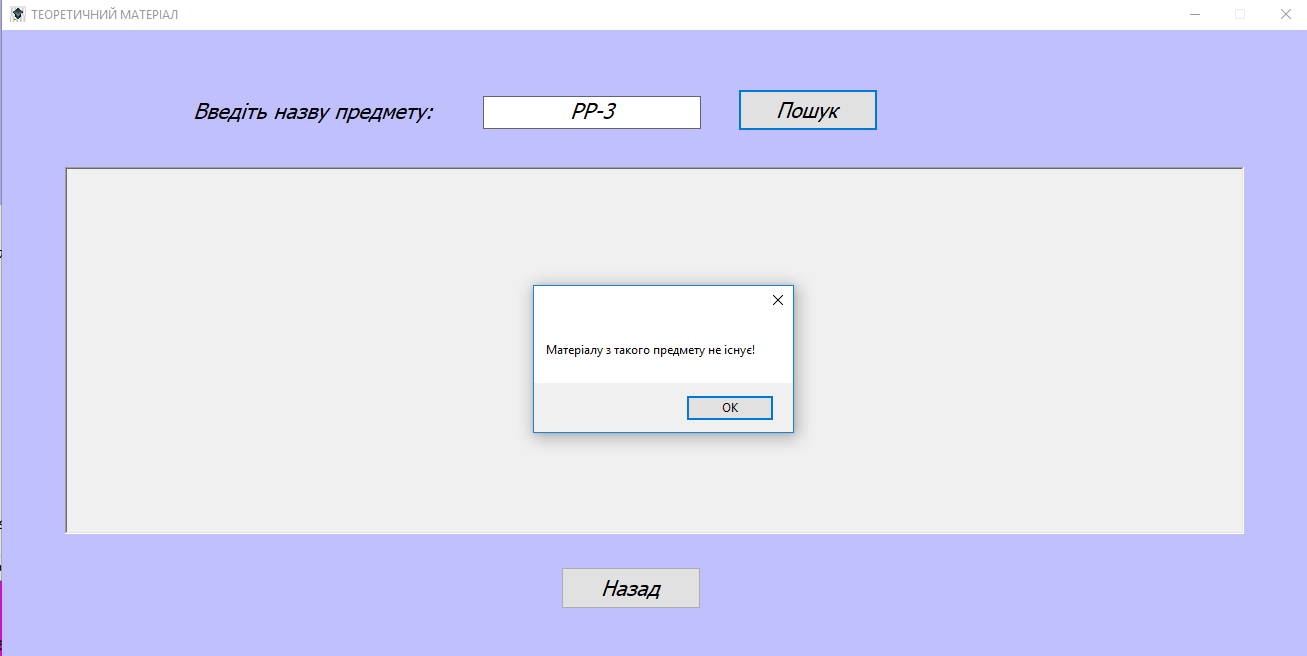 ТЕОРЕТИЧНИЙ МАТЕРІАЛ
Введіть назву предмету: РР-3 Пошук
Матеріалу з такого предмету не існує!
OK
Назад